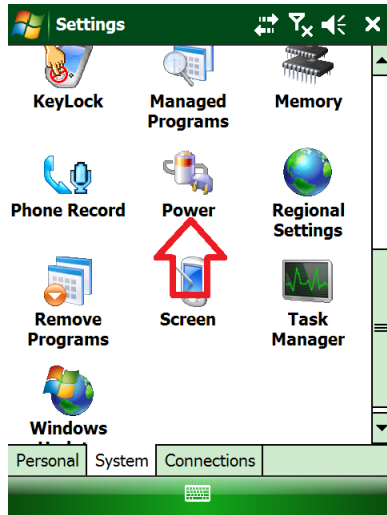 Settings
KeyLock
Managed
Programs
Memory
Phone Record
Power
Regional
Settings
Remove
Programs
Screen
Task
Manager
Windows
Personal
System
Connections